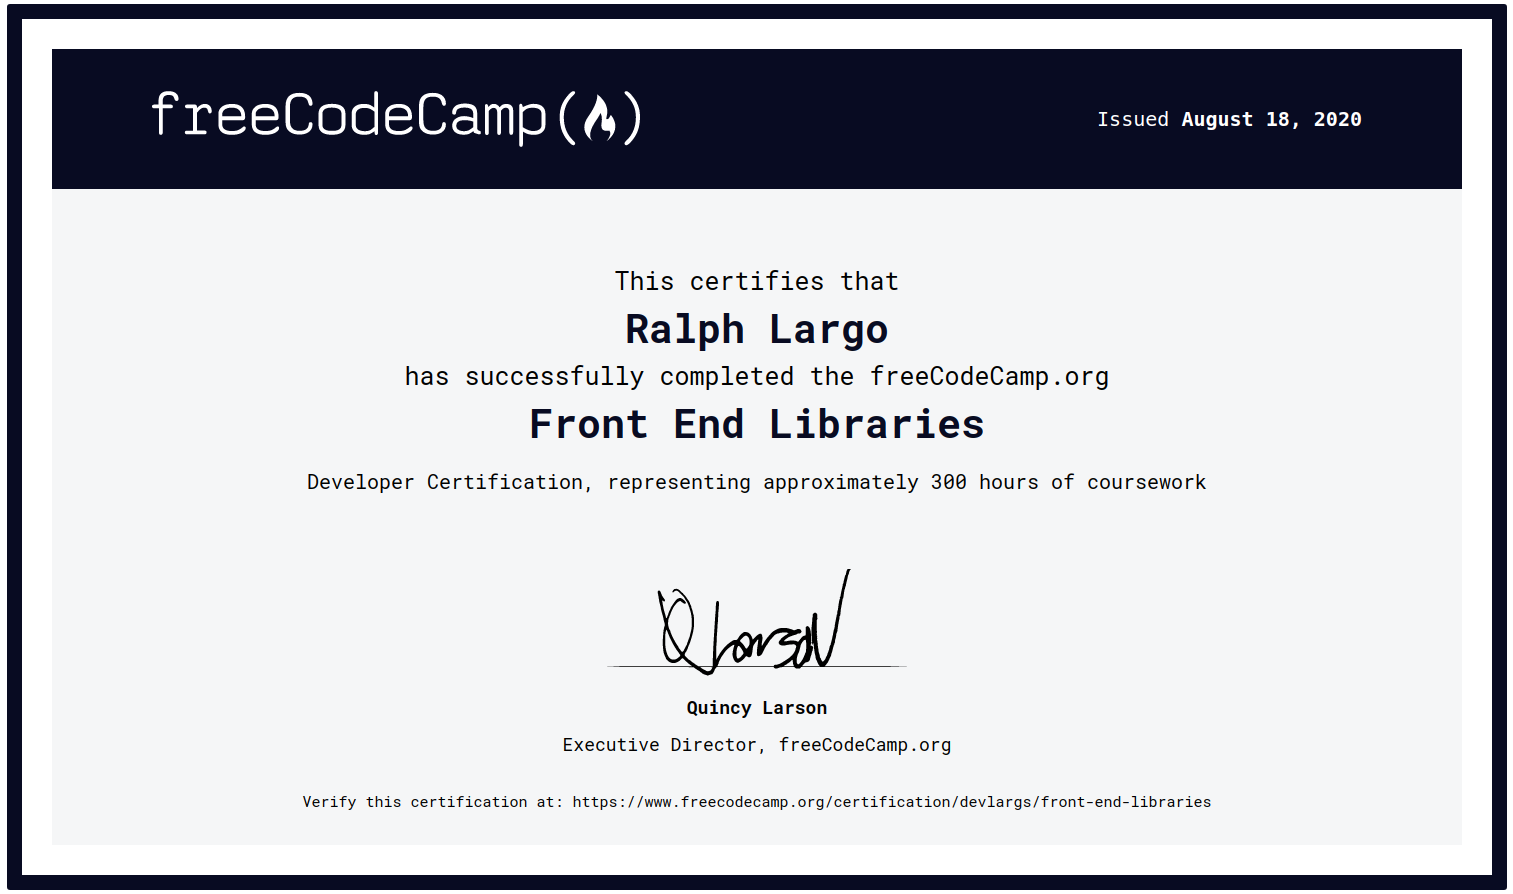 freeCodeCamp(🔥)
Issued August 18, 2020
This certifies that
Ralph Largo
has successfully completed the freeCodeCamp.org
Front End Libraries
Developer Certification, representing approximately 300 hours of coursework
QLarson
Quincy Larson
Executive Director, freeCodeCamp.org
Verify this certification at: https://www.freecodecamp.org/certification/devlargs/front-end-libraries